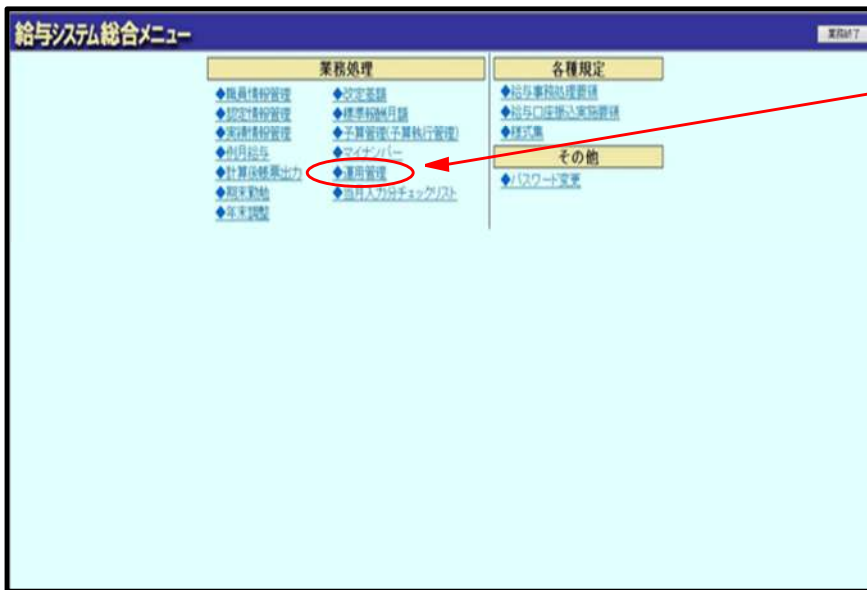 給与システム総合メニュー
業務終了
業務処理
◆職員情報管理
◆認定情報管理
◆実績情報管理
◆例月給与
◆計算後帳票出力
◆期末勤勉
◆年末調整
◆改定差額
◆標準報酬月額
◆予算管理(予算執行管理)
◆マイナンバー
◆運用管理
◆当月入力分チェックリスト
各種規定
◆給与事務処理要領
◆給与口座振込実施要領
◆様式集
その他
◆パスワード変更